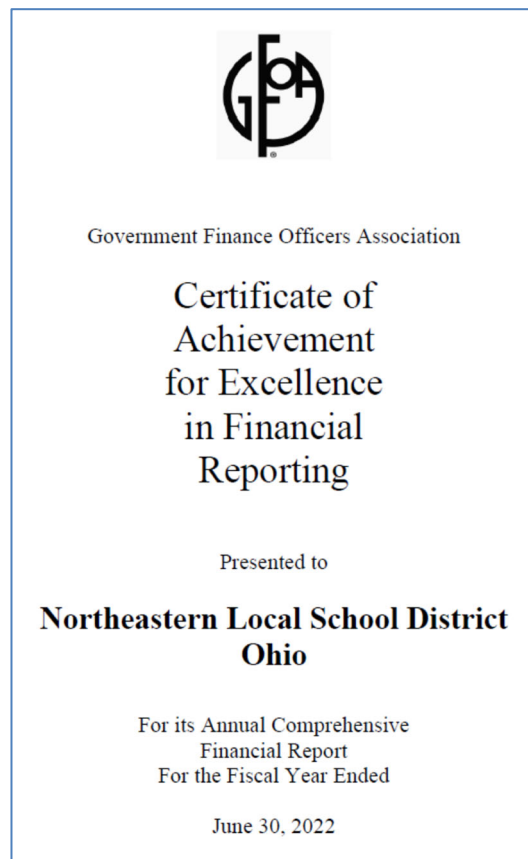 GFOA
®
Government Finance Officers Association
Certificate of
Achievement
for Excellence
in Financial
Reporting
Presented to
Northeastern Local School District
Ohio
For its Annual Comprehensive
Financial Report
For the Fiscal Year Ended
June 30, 2022